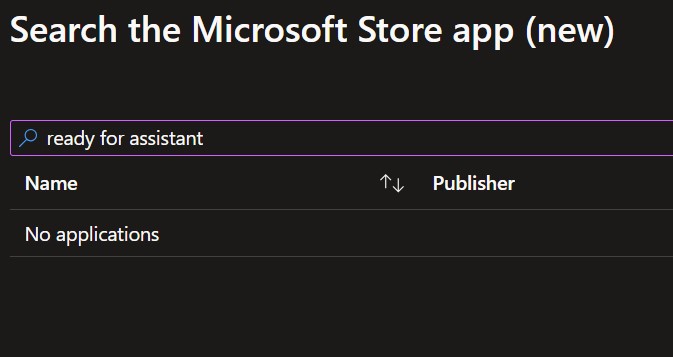 Search the Microsoft Store app (new)
ready for assistant
Name Publisher
No applications